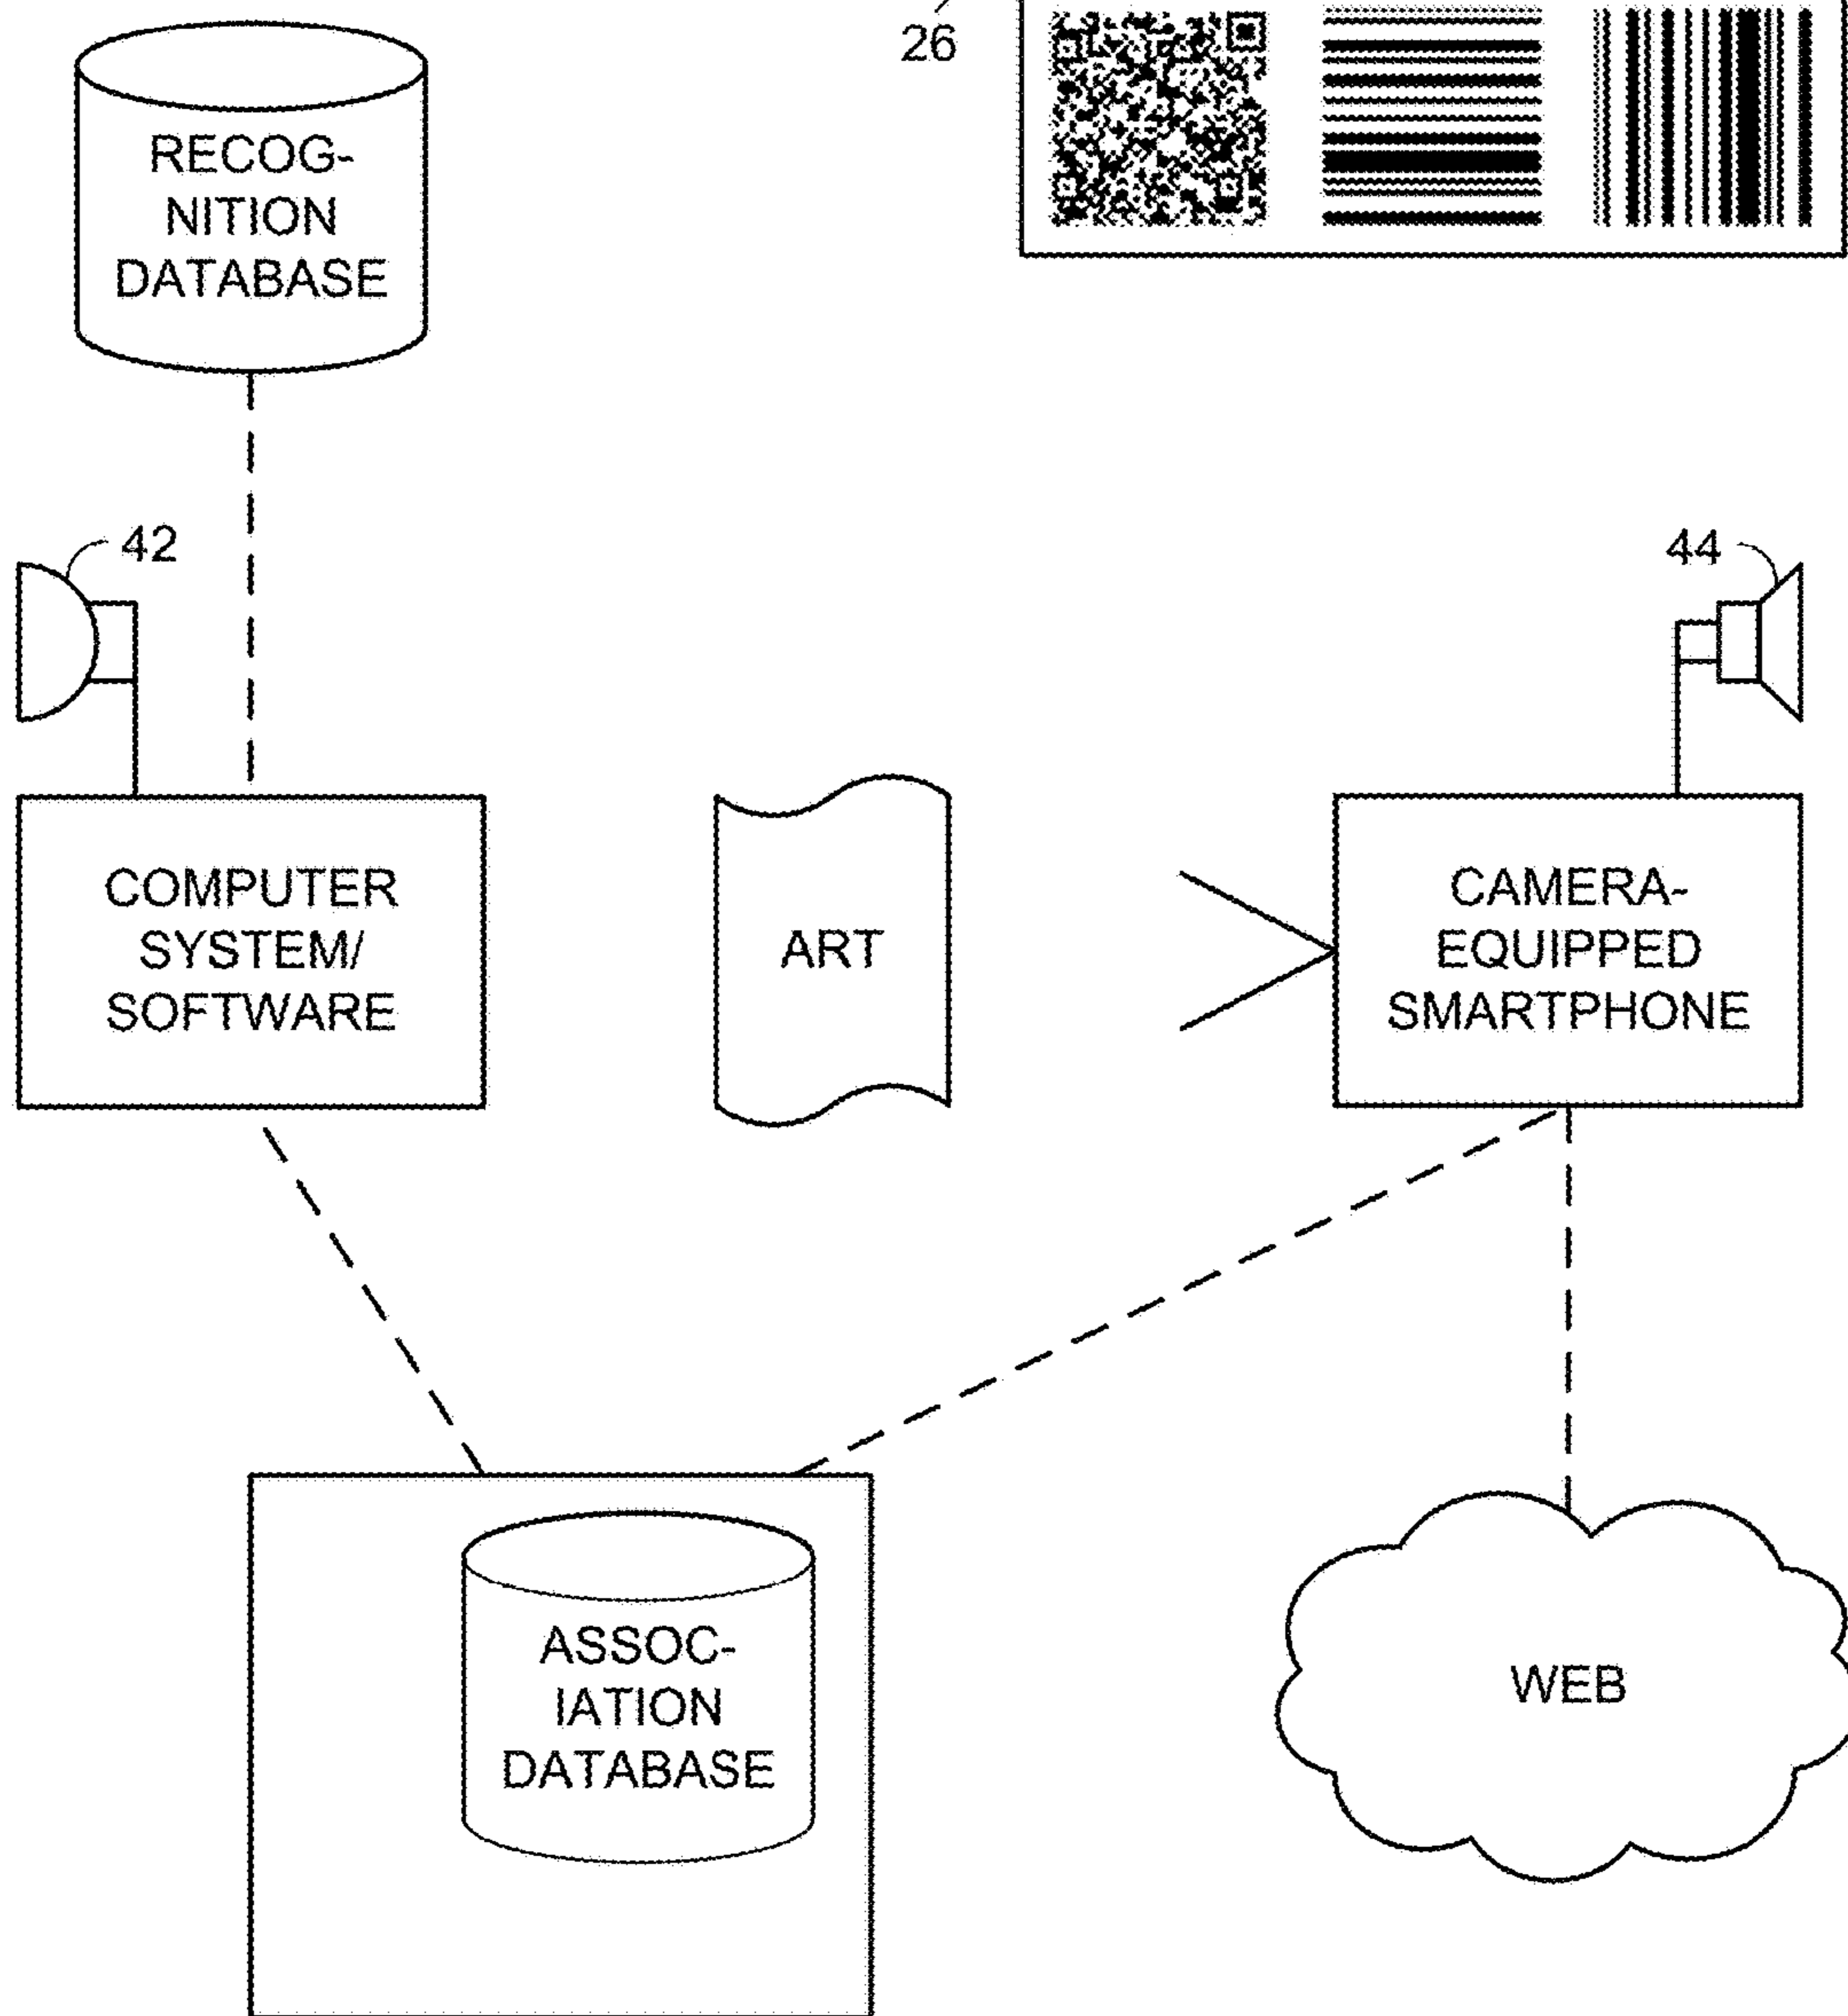 26
RECOG-
NITION
DATABASE
42
44
COMPUTER
SYSTEM/
SOFTWARE
ART
CAMERA-
EQUIPPED
SMARTPHONE
ASSOC-
IATION
DATABASE
WEB